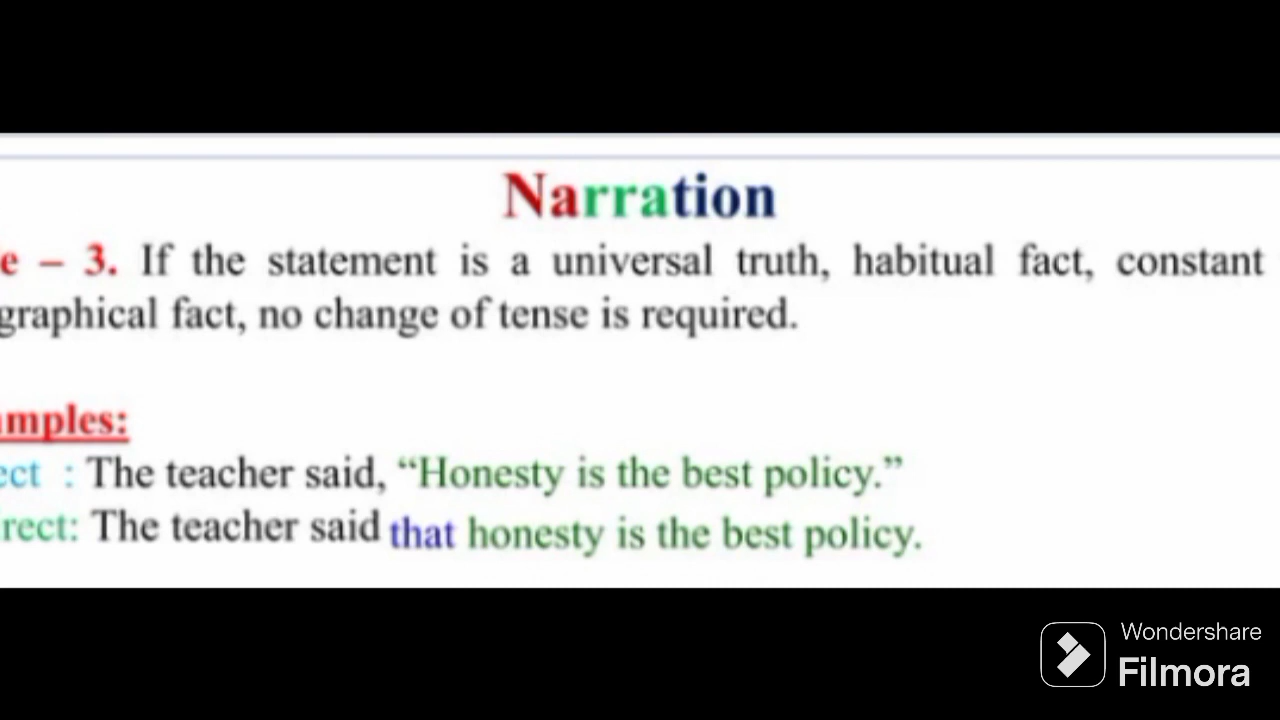 Narration
e – 3. If the statement is a universal truth, habitual fact, constant
graphical fact, no change of tense is required.
mples:
ect : The teacher said, “Honesty is the best policy.”
rect: The teacher said that honesty is the best policy.
Wondershare
Filmora